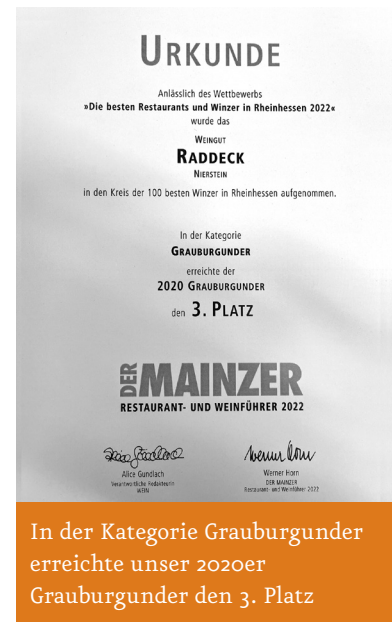 URKUNDE
Anlässlich des Wettbewerbs
»Die besten Restaurants und Winzer in Rheinhessen 2022«
wurde das
WEINGUT
RADDECK
NIERSTEIN
in den Kreis der 100 besten Winzer in Rheinhessen aufgenommen.
In der Kategorie
GRAUBURGUNDER
erreichte der
2020 GRAUBURGUNDER
den 3. PLATZ
DER MAINZER
RESTAURANT- UND WEINFÜHRER 2022
Alice Gundlach
Verantwortliche Redakteurin
WEIN
Werner Horn
DER MAINZER
Restaurant- und Weinführer 2022
In der Kategorie Grauburgunder
erreichte unser 2020er
Grauburgunder den 3. Platz